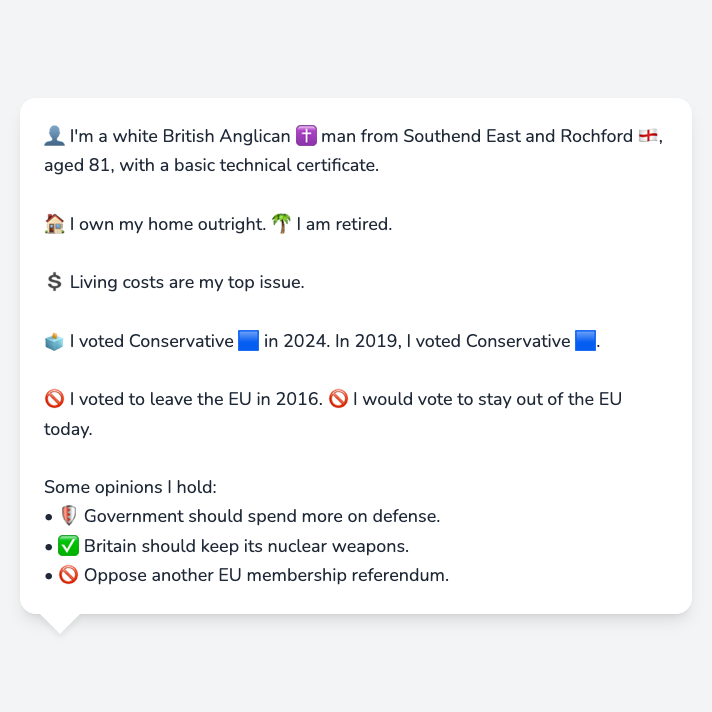 👤 I'm a white British Anglican ✝️ man from Southend East and Rochford 🏴󠁧󠁢󠁥󠁮󠁧󠁿,
aged 81, with a basic technical certificate.
🏠 I own my home outright. 🌴 I am retired.
💲 Living costs are my top issue.
🗳️ I voted Conservative 🟦 in 2024. In 2019, I voted Conservative 🟦.
🚫 I voted to leave the EU in 2016. 🚫 I would vote to stay out of the EU
today.
Some opinions I hold:
• 🛡️ Government should spend more on defense.
• ✅ Britain should keep its nuclear weapons.
• 🚫 Oppose another EU membership referendum.